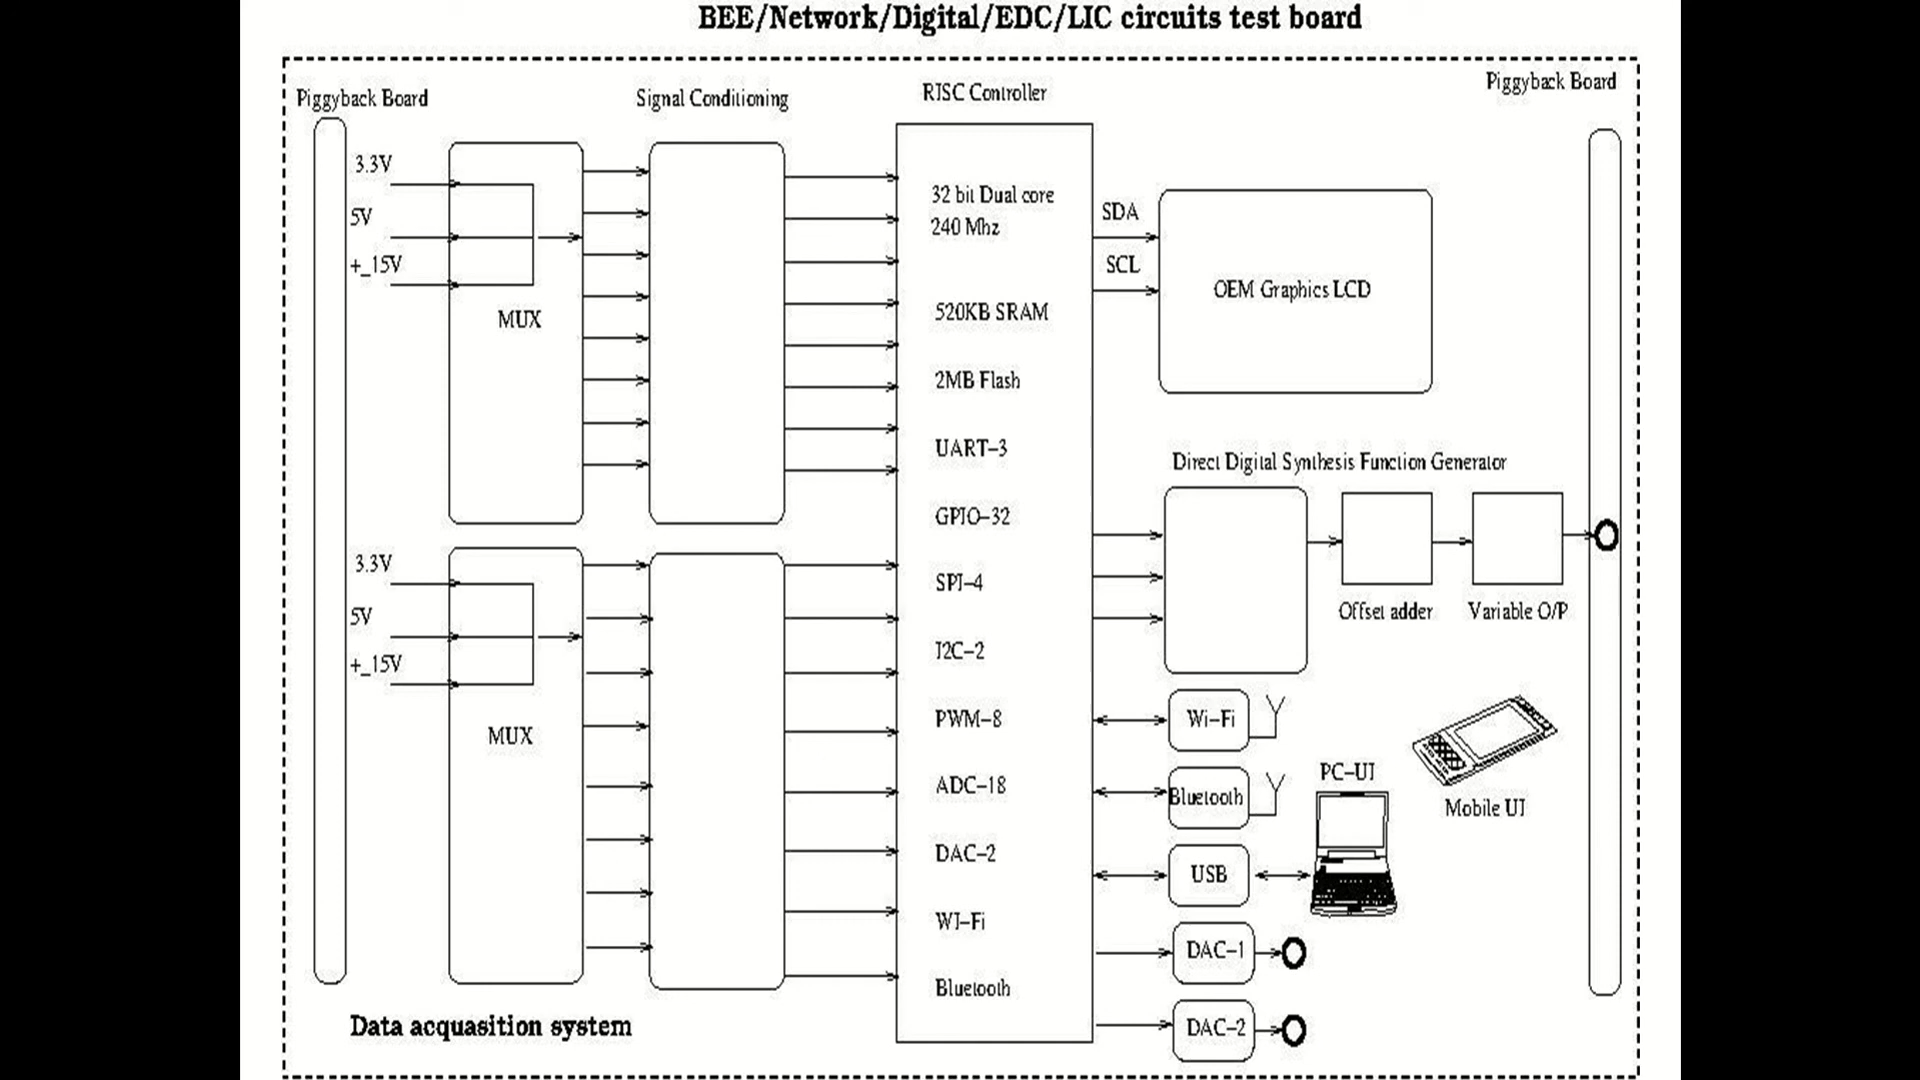 BEE/Network/Digital/EDC/LIC circuits test board
Piggyback Board
Signal Conditioning
RISC Controller
Piggyback Board
3.3V
5V
+_15V
MUX
32 bit Dual core
240 Mhz
520KB SRAM
2MB Flash
UART-3
GPIO-32
SPI-4
I2C-2
PWM-8
ADC-18
DAC-2
WI-Fi
Bluetooth
SDA
SCL
OEM Graphics LCD
Direct Digital Synthesis Function Generator
Offset adder
Variable O/P
3.3V
5V
+_15V
MUX
Wi-Fi
Bluetooth
USB
DAC-1
DAC-2
PC-UI
Mobile UI
Data acquasition system